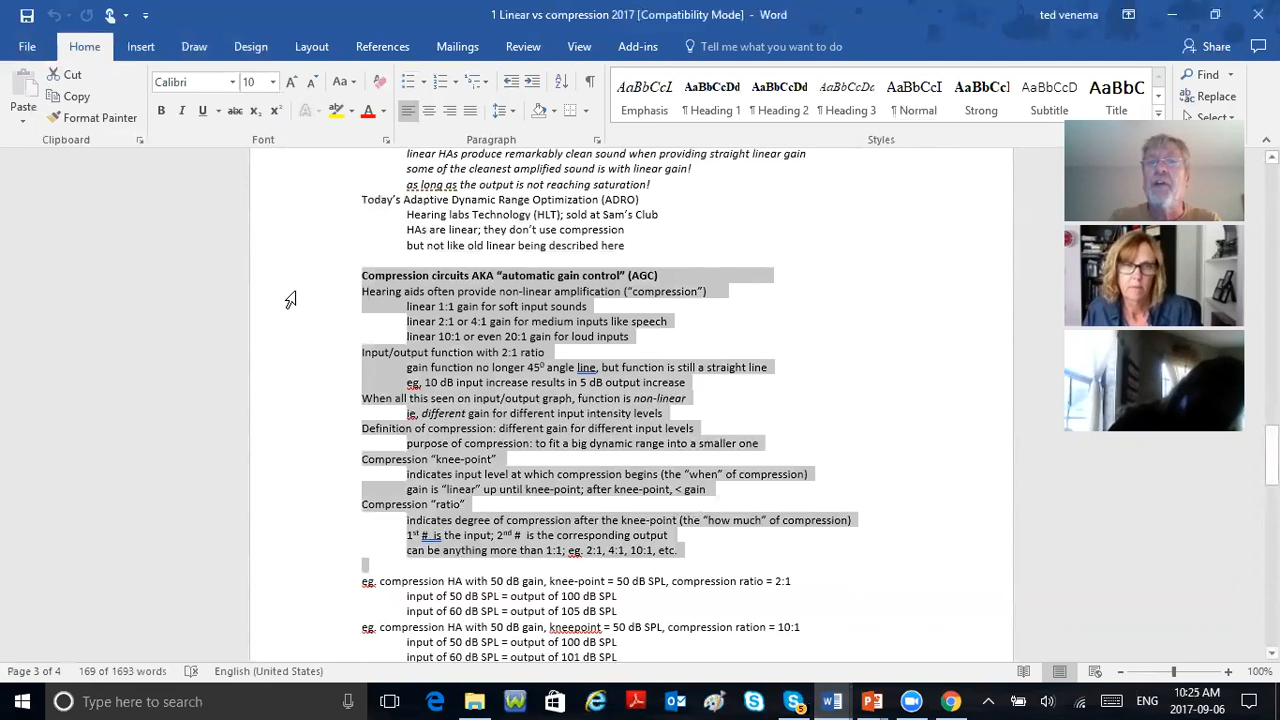 1 Linear vs compression 2017 [Compatibility Mode] - Word
ted venema
File Home Insert Draw Design Layout References Mailings Review View Add-ins Tell me what you want to do Share
Paste
Cut
Copy
Format Painter
Clipboard
Calibri 10
Font
Paragraph
AaBbCcL AaBbCcDd AaBbCcDd AaBbCcDd AaBbCcI AaBbCcI AaBbCcD AaBbC
Emphasis ¶ Heading 1 ¶ Heading 2 ¶ Heading 3 ¶ Normal Strong Subtitle Title
Styles
Find
Replace
Select
linear HAs produce remarkably clean sound when providing straight linear gain
some of the cleanest amplified sound is with linear gain!
as long as the output is not reaching saturation!
Today's Adaptive Dynamic Range Optimization (ADRO)
Hearing labs Technology (HLT); sold at Sam's Club
HAs are linear; they don't use compression
but not like old linear being described here
Compression circuits AKA “automatic gain control” (AGC)
Hearing aids often provide non-linear amplification (“compression”)
linear 1:1 gain for soft input sounds
linear 2:1 or 4:1 gain for medium inputs like speech
linear 10:1 or even 20:1 gain for loud inputs
Input/output function with 2:1 ratio
gain function no longer 45⁰ angle line, but function is still a straight line
eg, 10 dB input increase results in 5 dB output increase
When all this seen on input/output graph, function is non-linear
ie, different gain for different input intensity levels
Definition of compression: different gain for different input levels
purpose of compression: to fit a big dynamic range into a smaller one
Compression “knee-point”
indicates input level at which compression begins (the “when” of compression)
gain is “linear” up until knee-point; after knee-point, < gain
Compression “ratio”
indicates degree of compression after the knee-point (the “how much” of compression)
1st # is the input; 2nd # is the corresponding output
can be anything more than 1:1; eg. 2:1, 4:1, 10:1, etc.
eg. compression HA with 50 dB gain, knee-point = 50 dB SPL, compression ratio = 2:1
input of 50 dB SPL = output of 100 dB SPL
input of 60 dB SPL = output of 105 dB SPL
eg. compression HA with 50 dB gain, kneepoint = 50 dB SPL, compression ration = 10:1
input of 50 dB SPL = output of 100 dB SPL
input of 60 dB SPL = output of 101 dB SPL
Page 3 of 4 169 of 1693 words English (United States) 100%
Type here to search
ENG
10:25 AM
2017-09-06